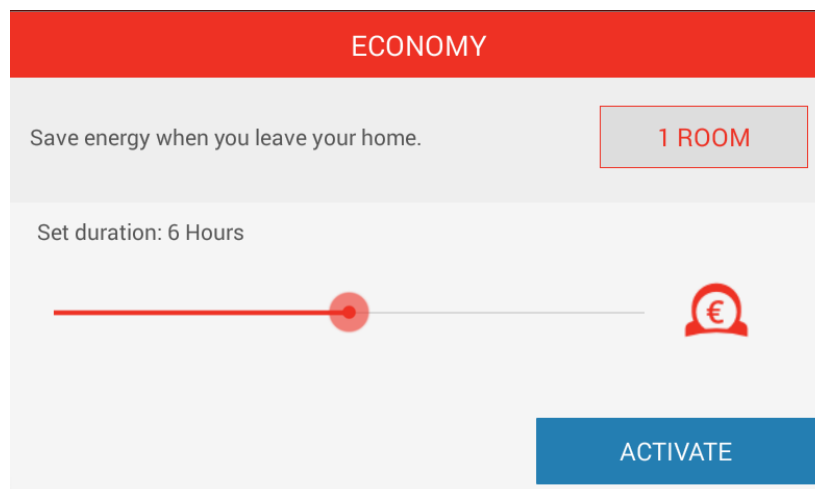 ECONOMY
Save energy when you leave your home.
1 ROOM
Set duration: 6 Hours
€
ACTIVATE